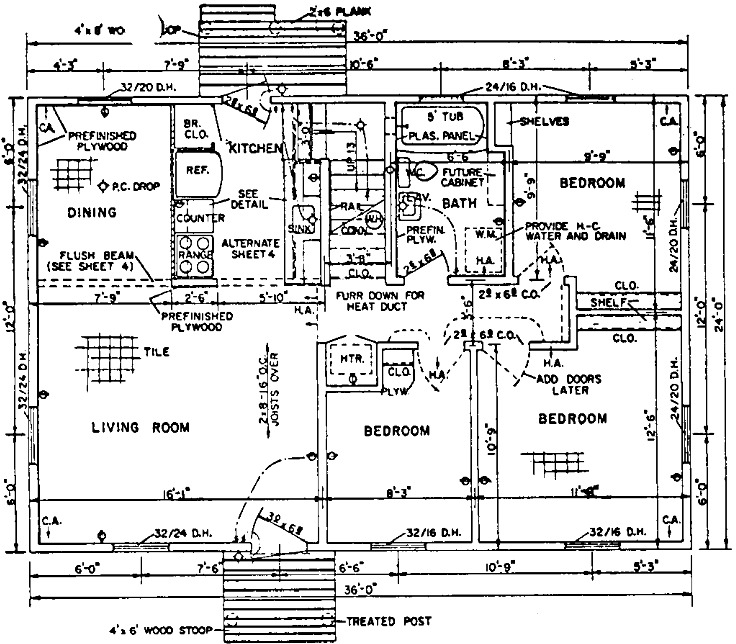 2x6 PLANK
4'x8' WO
36'-0"
4'-3"
7'-9"
10'-6"
8'-3"
5'-3"
32/20 D.H.
24/16 D.H.
2⁸ x 6⁸
C.A.
PREFINISHED
PLYWOOD
BR.
CLO.
KITCHEN
3'-0
UP 13
5' TUB
PLAS. PANEL
SHELVES
C.A.
6'-0"
32/24 D.H.
REF.
6'-6
9'-9"
6'-0"
P.C. DROP
SEE
DETAIL
W.C.
FUTURE
CABINET
9'-9"
BEDROOM
DINING
COUNTER
RAIL
LAV.
BATH
11'-6"
24/20 D.H.
SINK
CONC.
W.H.
PREFIN.
PLYW.
W.M.
PROVIDE H.-C.
WATER AND DRAIN
FLUSH BEAM
(SEE SHEET 4)
RANGE
ALTERNATE
SHEET 4
3'-8"
CLO.
2⁸ x 6⁸
H.A.
H.A.
CLO.
7'-9"
2'-6"
5'-10"
FURR DOWN FOR
HEAT DUCT
5'-6
2⁸ x 6⁸ C.O.
SHELF
12'-0"
PREFINISHED
PLYWOOD
H.A.
2⁸ x 6⁸ C.O.
CLO.
12'-0"
24'-0"
TILE
HTR.
CLO.
PLYW.
H.A.
H.A.
ADD DOORS
LATER
32/24 D.H.
2x8-16"O.C.
JOISTS OVER
24/20 D.H.
LIVING ROOM
BEDROOM
10'-9"
BEDROOM
12'-6"
6'-0"
16'-1"
8'-3"
6'-0"
C.A.
32/24 D.H.
3⁰ x 6⁸
32/16 D.H.
32/16 D.H.
C.A.
6'-0"
7'-6"
6'-6"
10'-9"
5'-3"
36'-0"
4'x 6' WOOD STOOP
TREATED POST